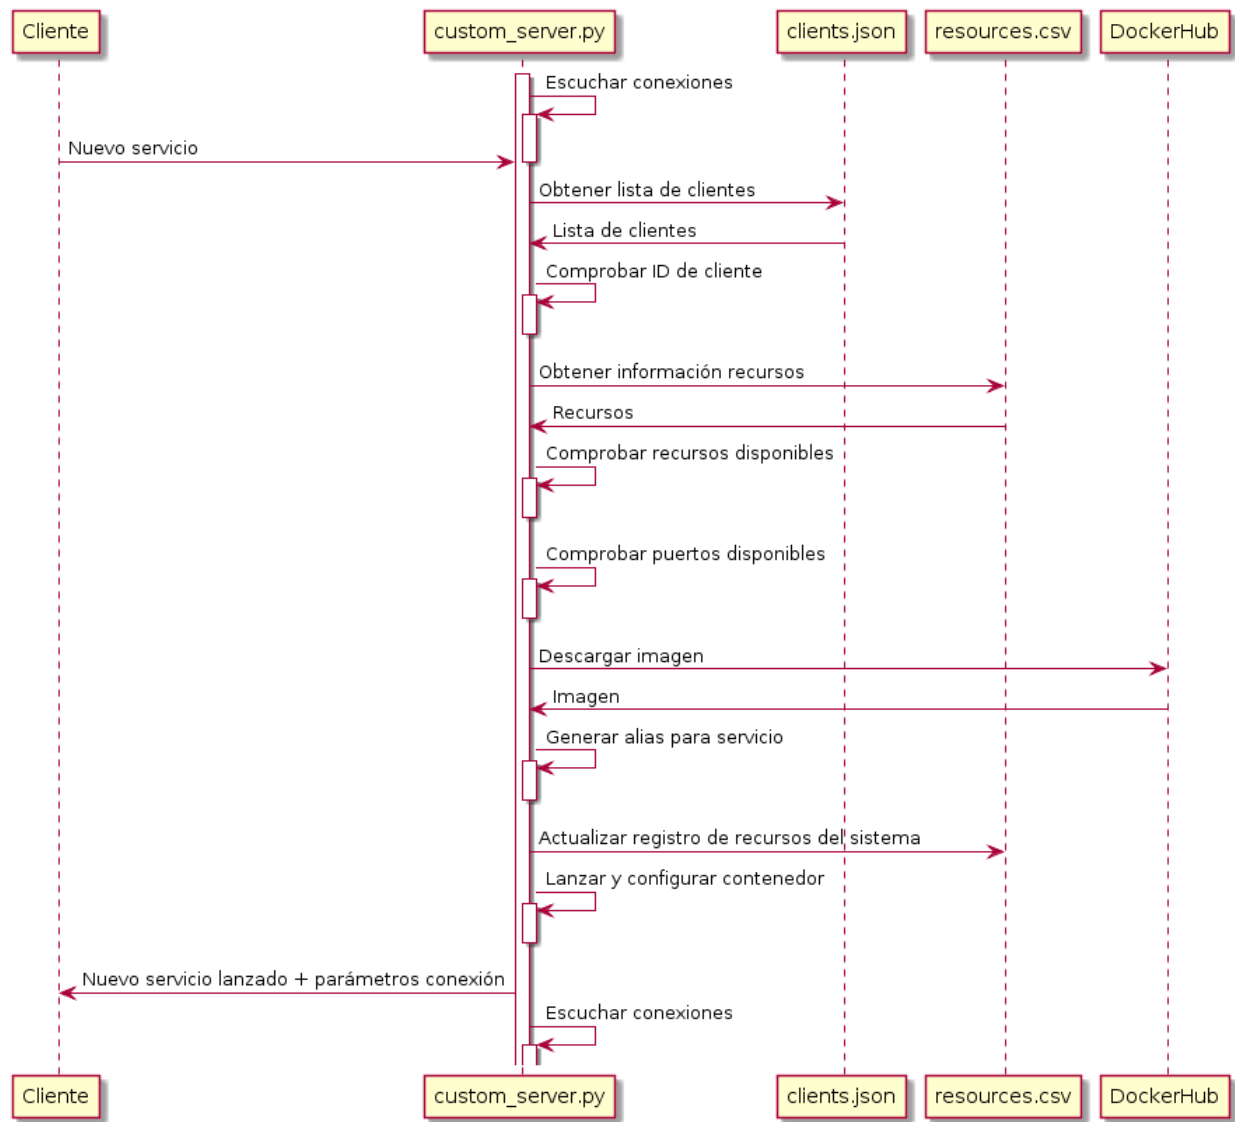 Cliente
custom_server.py
clients.json
resources.csv
DockerHub
Escuchar conexiones
Nuevo servicio
Obtener lista de clientes
Lista de clientes
Comprobar ID de cliente
Obtener información recursos
Recursos
Comprobar recursos disponibles
Comprobar puertos disponibles
Descargar imagen
Imagen
Generar alias para servicio
Actualizar registro de recursos del sistema
Lanzar y configurar contenedor
Nuevo servicio lanzado + parámetros conexión
Escuchar conexiones
Cliente
custom_server.py
clients.json
resources.csv
DockerHub